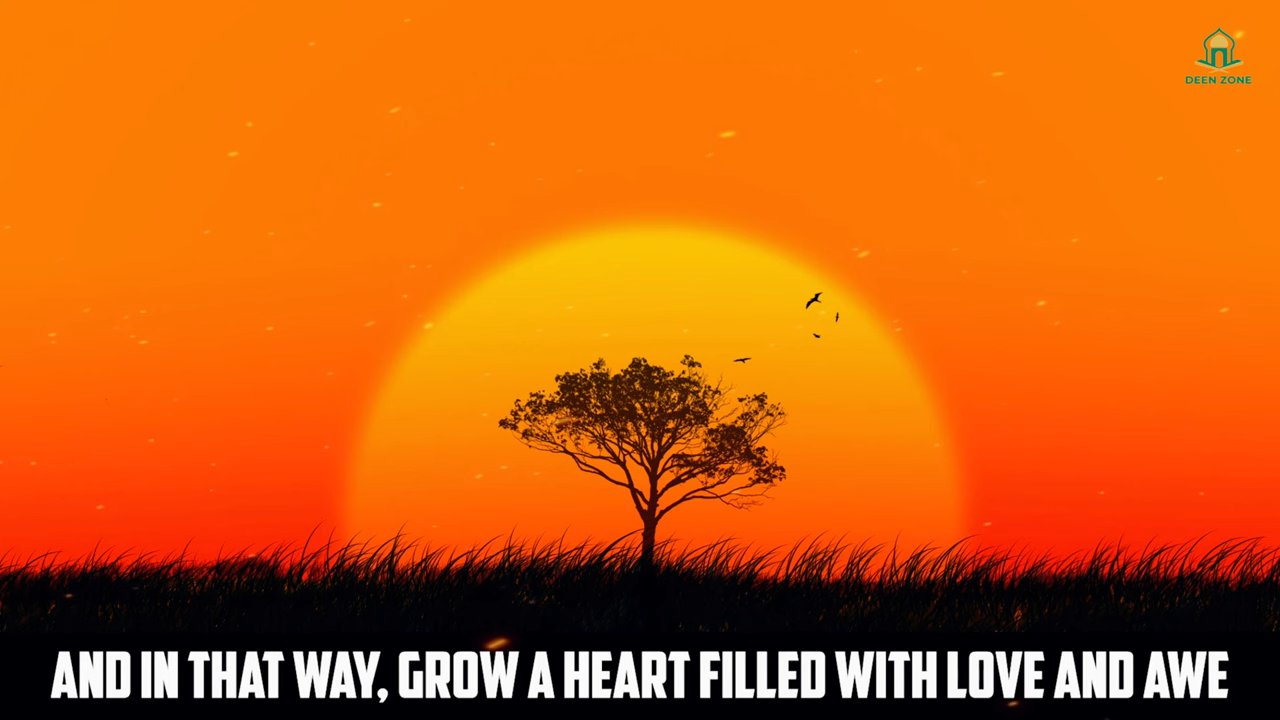 DEEN ZONE
AND IN THAT WAY, GROW A HEART FILLED WITH LOVE AND AWE